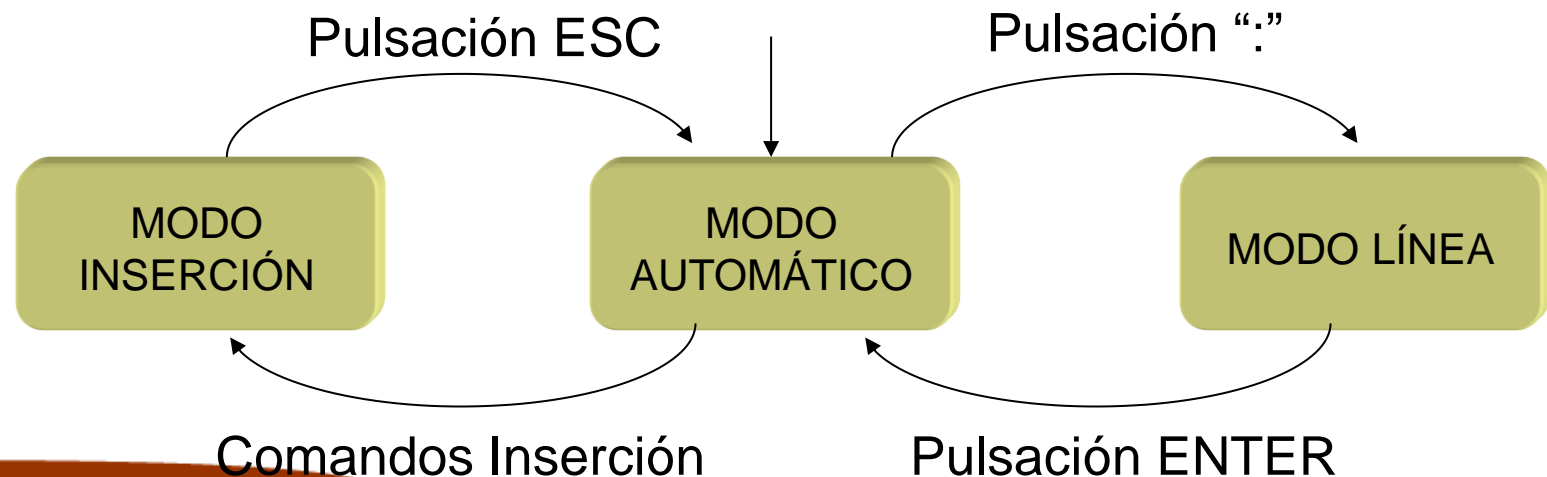 Pulsación ESC
Pulsación “:”
MODO
INSERCIÓN
MODO
AUTOMÁTICO
MODO LÍNEA
Comandos Inserción
Pulsación ENTER